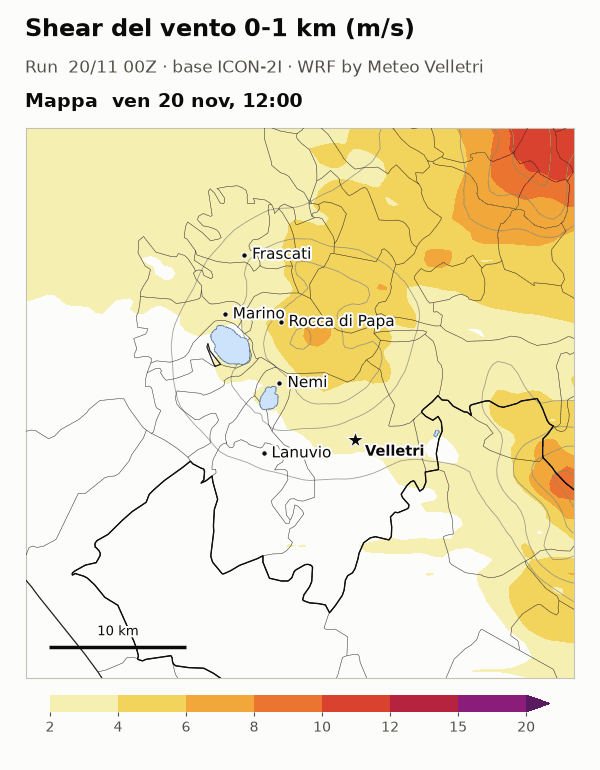 Shear del vento 0-1 km (m/s)
Run  20/11 00Z · base ICON-2I · WRF by Meteo Velletri
Mappa  ven 20 nov, 12:00
Frascati
Marino
Rocca di Papa
Nemi
Velletri
Lanuvio
10 km
2 4 6 8 10 12 15 20